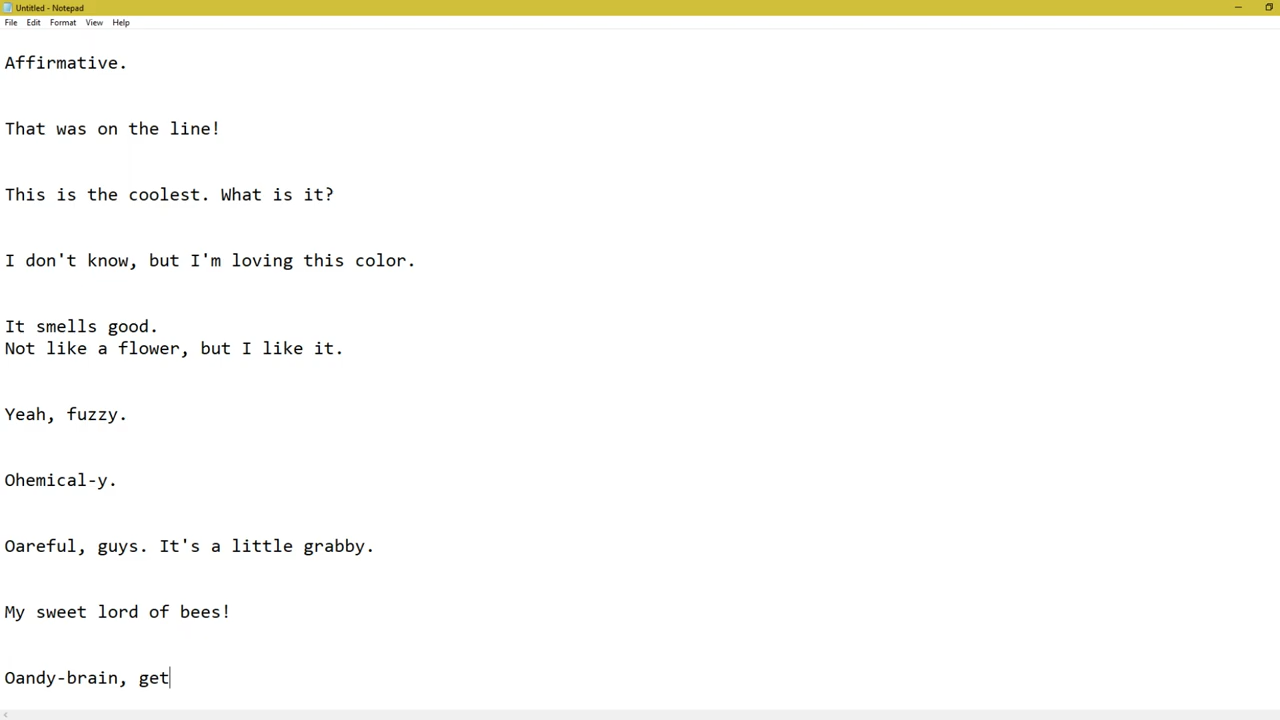 Untitled - Notepad
File Edit Format View Help
Affirmative.
That was on the line!
This is the coolest. What is it?
I don't know, but I'm loving this color.
It smells good.
Not like a flower, but I like it.
Yeah, fuzzy.
Ohemical-y.
Oareful, guys. It's a little grabby.
My sweet lord of bees!
Oandy-brain, get